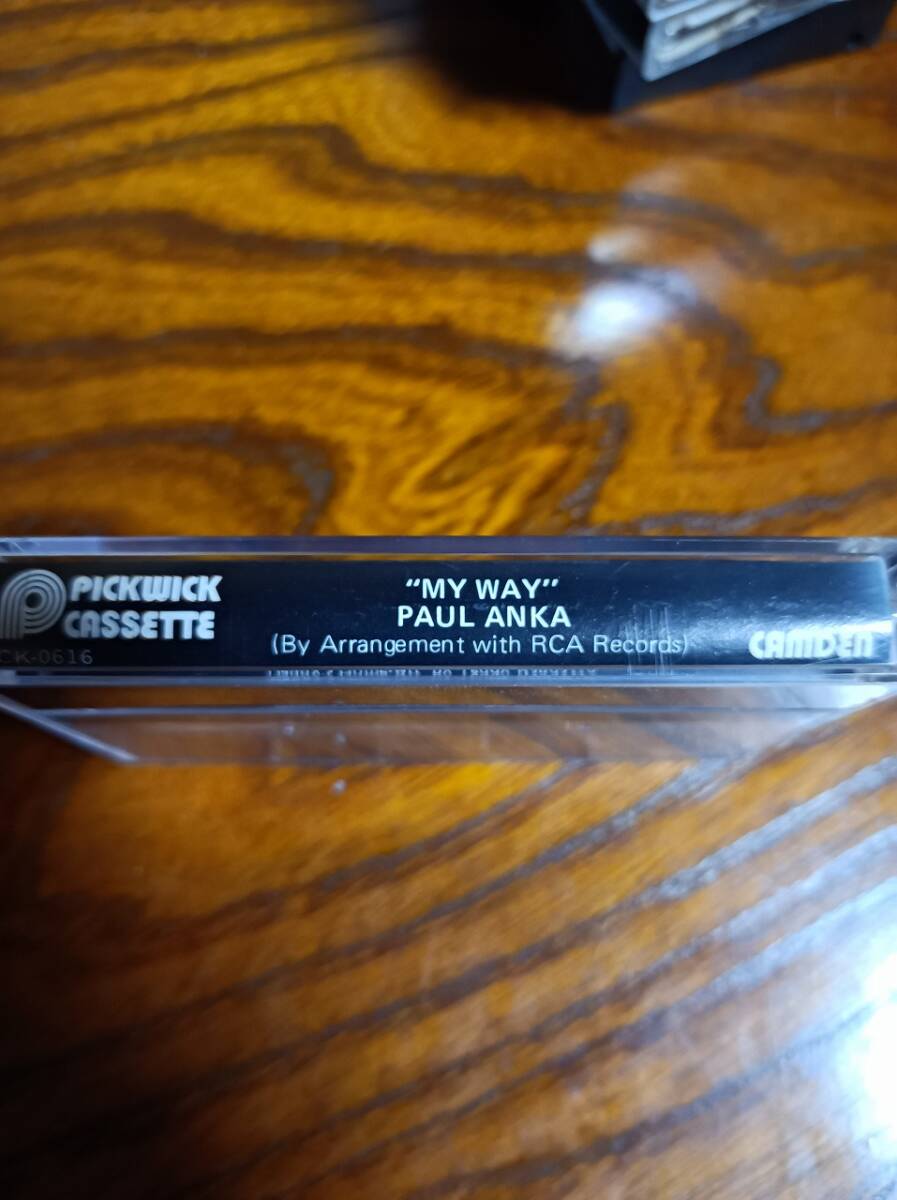 PICKWICK
CASSETTE
CK-0616
"MY WAY"
PAUL ANKA
(By Arrangement with RCA Records)
CAMDEN